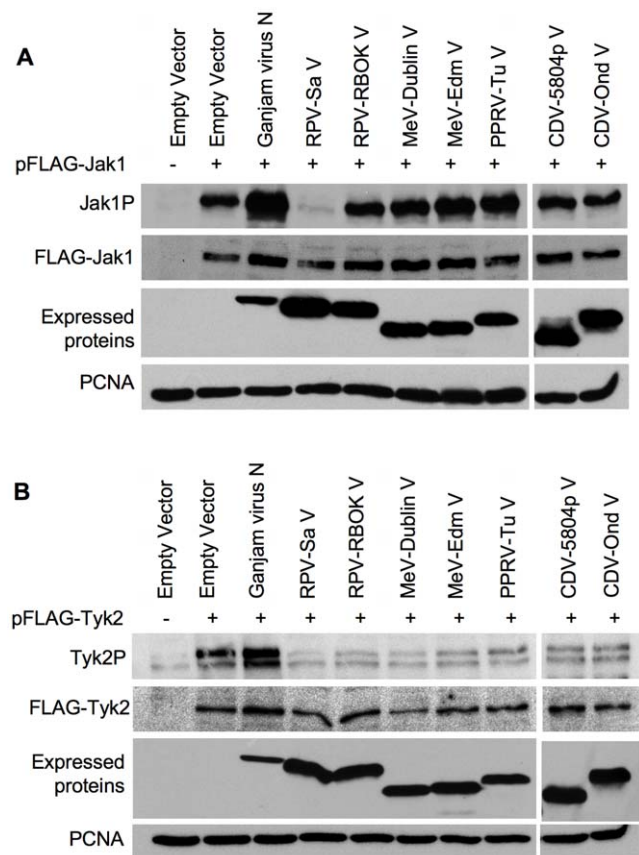 A
Empty Vector
Empty Vector
Ganjam virus N
RPV-Sa V
RPV-RBOK V
MeV-Dublin V
MeV-Edm V
PPRV-Tu V
CDV-5804p V
CDV-Ond V
pFLAG-Jak1 - + + + + + + + + +
Jak1P
FLAG-Jak1
Expressed
proteins
PCNA
B
Empty Vector
Empty Vector
Ganjam virus N
RPV-Sa V
RPV-RBOK V
MeV-Dublin V
MeV-Edm V
PPRV-Tu V
CDV-5804p V
CDV-Ond V
pFLAG-Tyk2 - + + + + + + + + +
Tyk2P
FLAG-Tyk2
Expressed
proteins
PCNA